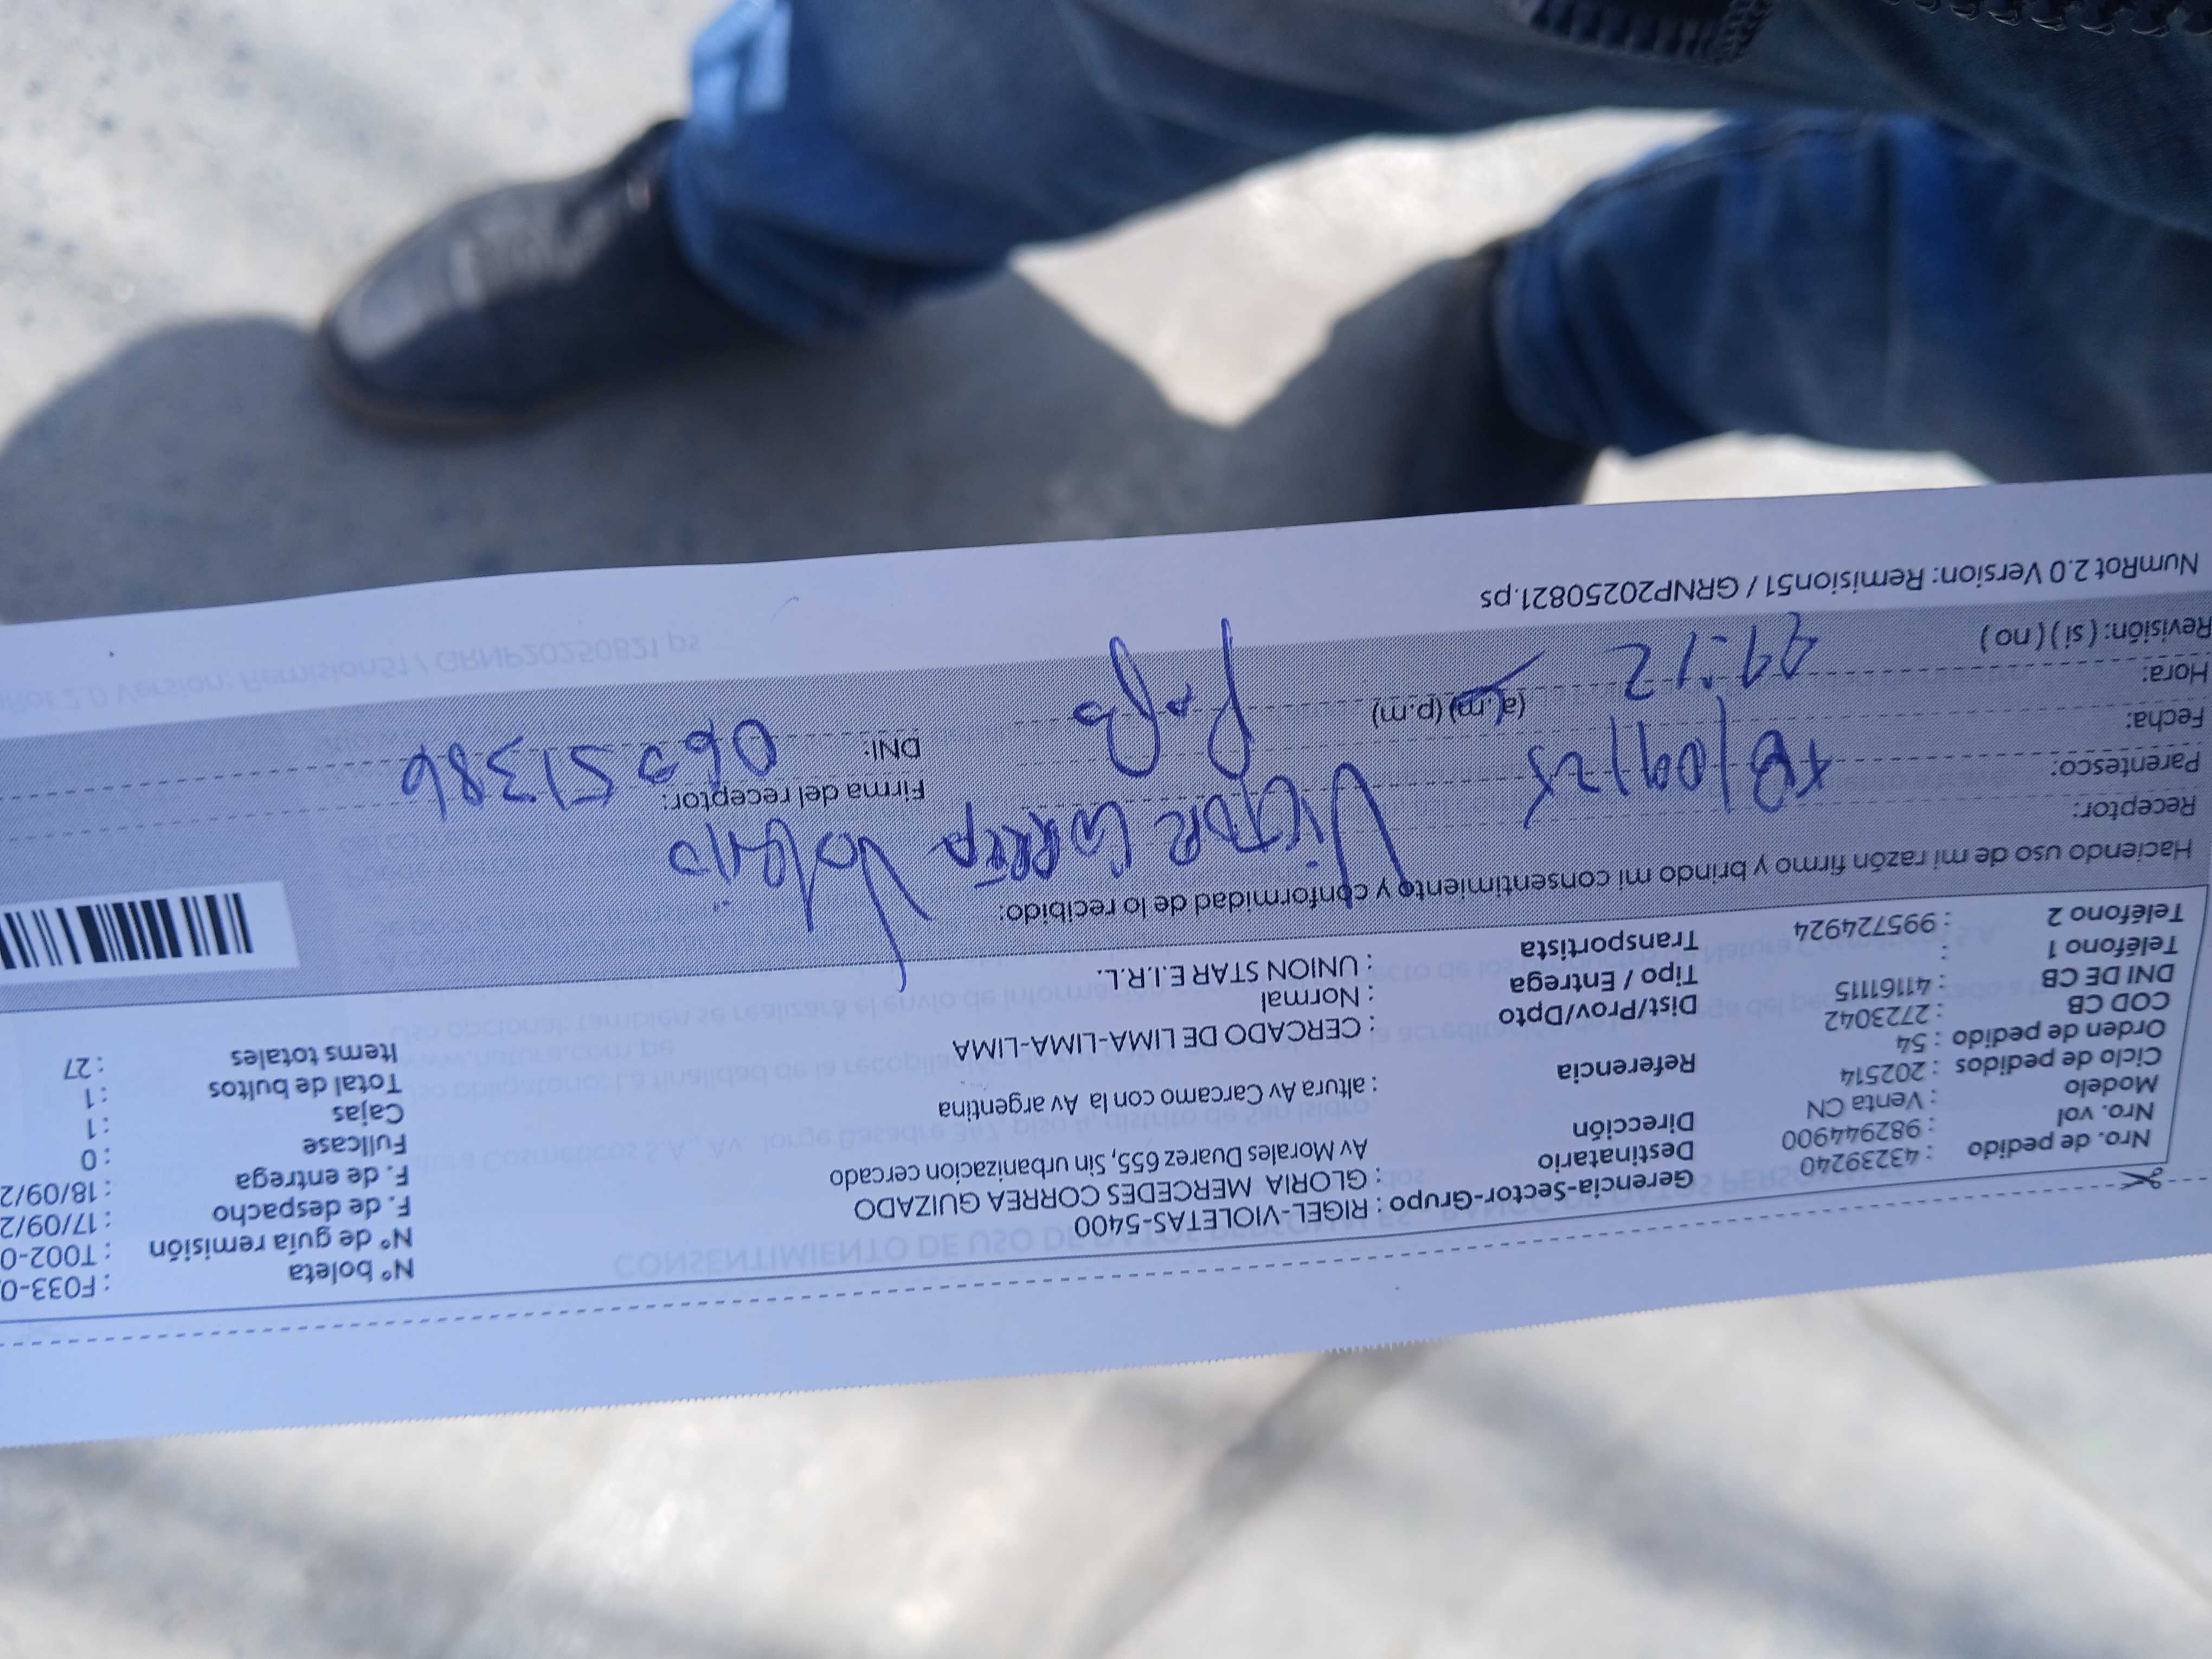 Gerencia-Sector-Grupo : RIGEL-VIOLETAS-5400
Nro. de pedido : 43239240
Nro. vol : 982944900
Modelo : Venta CN
Ciclo de pedidos : 202514
Orden de pedido : 54
COD CB : 2723042
DNI DE CB : 41161115
Teléfono 1 :
Teléfono 2 : 995724924
Destinatario : GLORIA MERCEDES CORREA GUIZADO
Dirección Av Morales Duarez 655, Sin urbanizacion cercado
Referencia : altura Av Carcamo con la Av argentina
Dist/Prov/Dpto : CERCADO DE LIMA-LIMA-LIMA
Tipo / Entrega : Normal
Transportista : UNION STAR E.I.R.L.
N° boleta : F033-0
N° de guía remisión : T002-0
F. de despacho : 17/09/2
F. de entrega : 18/09/2
Fullcase : 0
Cajas : 1
Total de bultos : 1
Items totales : 27
Haciendo uso de mi razón firmo y brindo mi consentimiento y conformidad de lo recibido:
Receptor: VICTOR CORREA
Parentesco: PaPa
Fecha: 18/09/25
Hora: (a.m) (p.m)
Revisión: ( si ) ( no )
Firma del receptor:
DNI:
NumRot 2.0 Version: Remision51 / GRNP20250821.ps